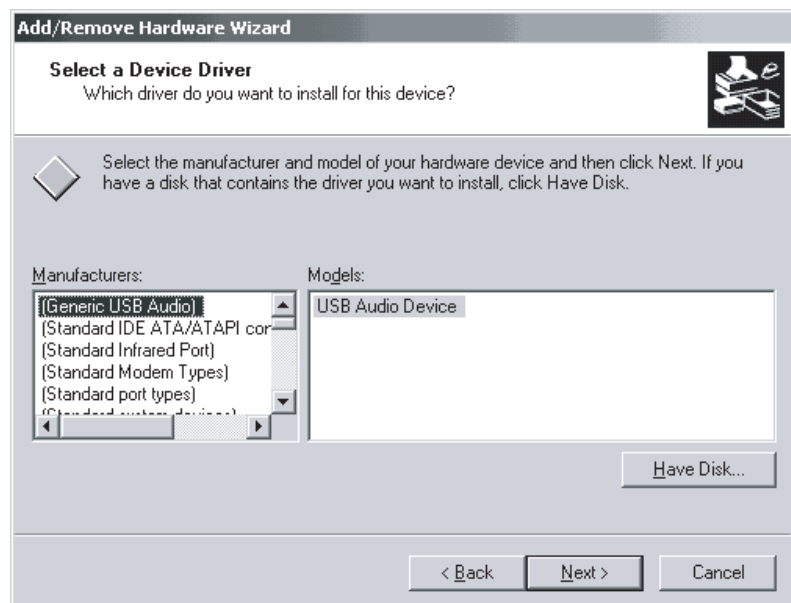 Add/Remove Hardware Wizard
Select a Device Driver
Which driver do you want to install for this device?
Select the manufacturer and model of your hardware device and then click Next. If you
have a disk that contains the driver you want to install, click Have Disk.
Manufacturers:
Models:
(Generic USB Audio)
USB Audio Device
(Standard IDE ATA/ATAPI con
(Standard Infrared Port)
(Standard Modem Types)
(Standard port types)
Have Disk...
< Back
Next >
Cancel